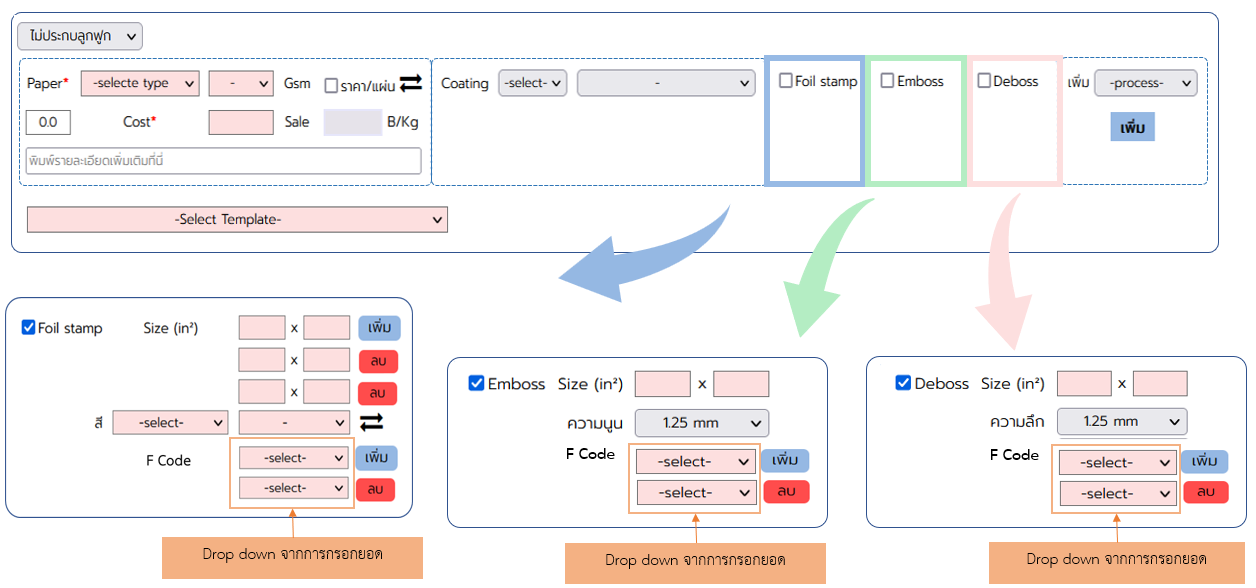 ไม่ประกบลูกฟูก
Paper* -selecte type - Gsm ราคา/แผ่น Coating -select- - Foil stamp Emboss Deboss เพิ่ม -process-
0.0 Cost* Sale B/Kg เพิ่ม
พิมพ์รายละเอียดเพิ่มเติมที่นี่
-Select Template-
Foil stamp Size (in²) x เพิ่ม
x ลบ
x ลบ
สี -select- -
F Code -select- เพิ่ม
-select- ลบ
Drop down จากการกรอกยอด
Emboss Size (in²) x
ความนูน 1.25 mm
F Code -select- เพิ่ม
-select- ลบ
Drop down จากการกรอกยอด
Deboss Size (in²) x
ความลึก 1.25 mm
F Code -select- เพิ่ม
-select- ลบ
Drop down จากการกรอกยอด